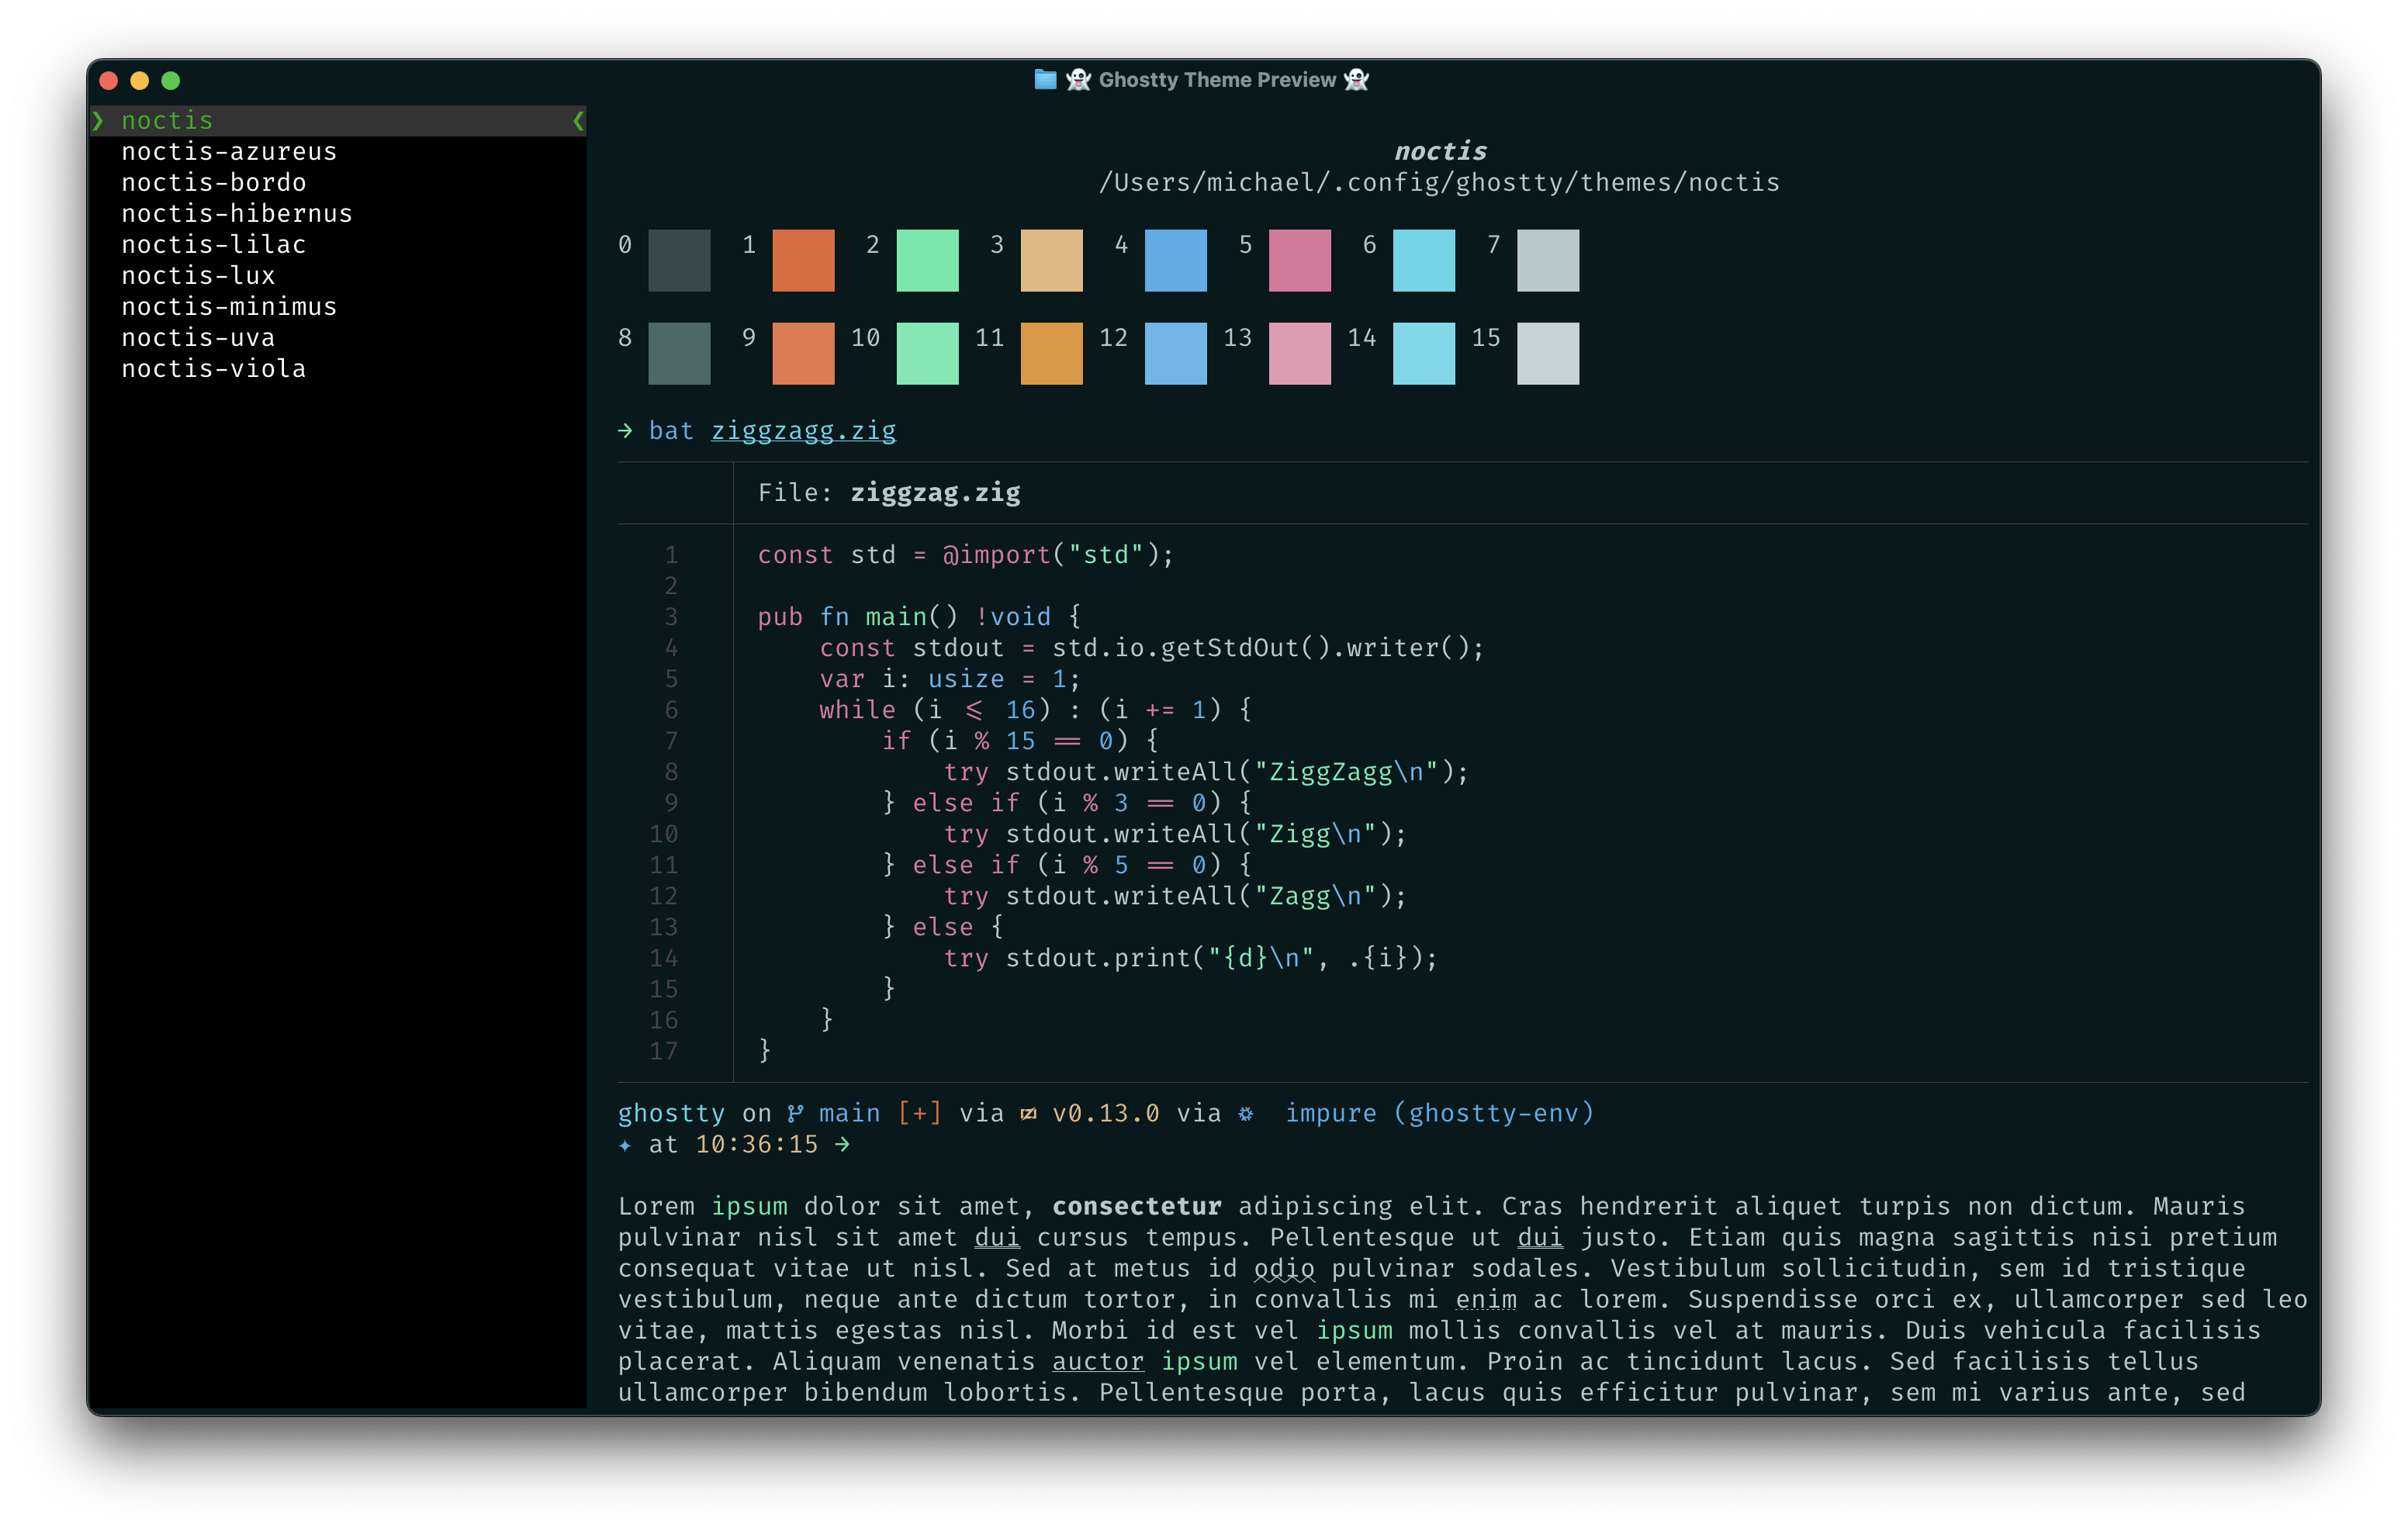 Ghostty Theme Preview
❯ noctis ❮
noctis-azureus
noctis-bordo
noctis-hibernus
noctis-lilac
noctis-lux
noctis-minimus
noctis-uva
noctis-viola
noctis
/Users/michael/.config/ghostty/themes/noctis
0 1 2 3 4 5 6 7
8 9 10 11 12 13 14 15
→ bat ziggzagg.zig
File: ziggzag.zig
1 const std = @import("std");
2
3 pub fn main() !void {
4     const stdout = std.io.getStdOut().writer();
5     var i: usize = 1;
6     while (i <= 16) : (i += 1) {
7         if (i % 15 == 0) {
8             try stdout.writeAll("ZiggZagg\n");
9         } else if (i % 3 == 0) {
10             try stdout.writeAll("Zigg\n");
11         } else if (i % 5 == 0) {
12             try stdout.writeAll("Zagg\n");
13         } else {
14             try stdout.print("{d}\n", .{i});
15         }
16     }
17 }
ghostty on main [+] via v0.13.0 via impure (ghostty-env)
✦ at 10:36:15 →
Lorem ipsum dolor sit amet, consectetur adipiscing elit. Cras hendrerit aliquet turpis non dictum. Mauris
pulvinar nisl sit amet dui cursus tempus. Pellentesque ut dui justo. Etiam quis magna sagittis nisi pretium
consequat vitae ut nisl. Sed at metus id odio pulvinar sodales. Vestibulum sollicitudin, sem id tristique
vestibulum, neque ante dictum tortor, in convallis mi enim ac lorem. Suspendisse orci ex, ullamcorper sed leo
vitae, mattis egestas nisl. Morbi id est vel ipsum mollis convallis vel at mauris. Duis vehicula facilisis
placerat. Aliquam venenatis auctor ipsum vel elementum. Proin ac tincidunt lacus. Sed facilisis tellus
ullamcorper bibendum lobortis. Pellentesque porta, lacus quis efficitur pulvinar, sem mi varius ante, sed